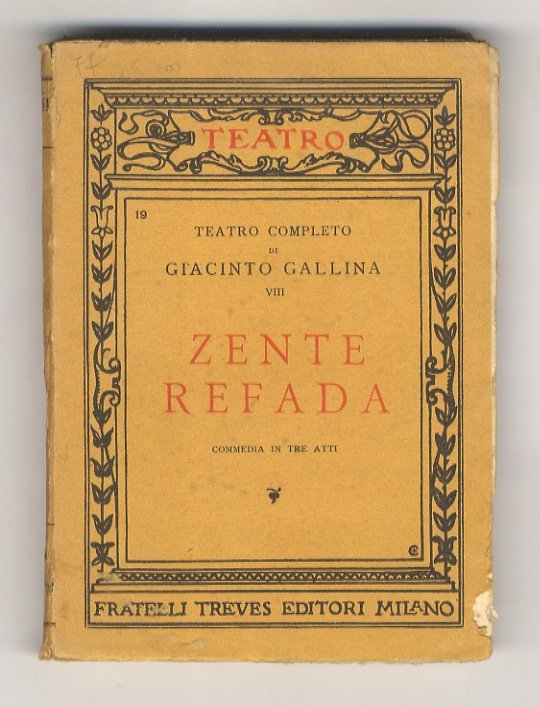 TEATRO
19
TEATRO COMPLETO
DI
GIACINTO GALLINA
VIII
ZENTE
REFADA
COMMEDIA IN TRE ATTI
FRATELLI TREVES EDITORI MILANO